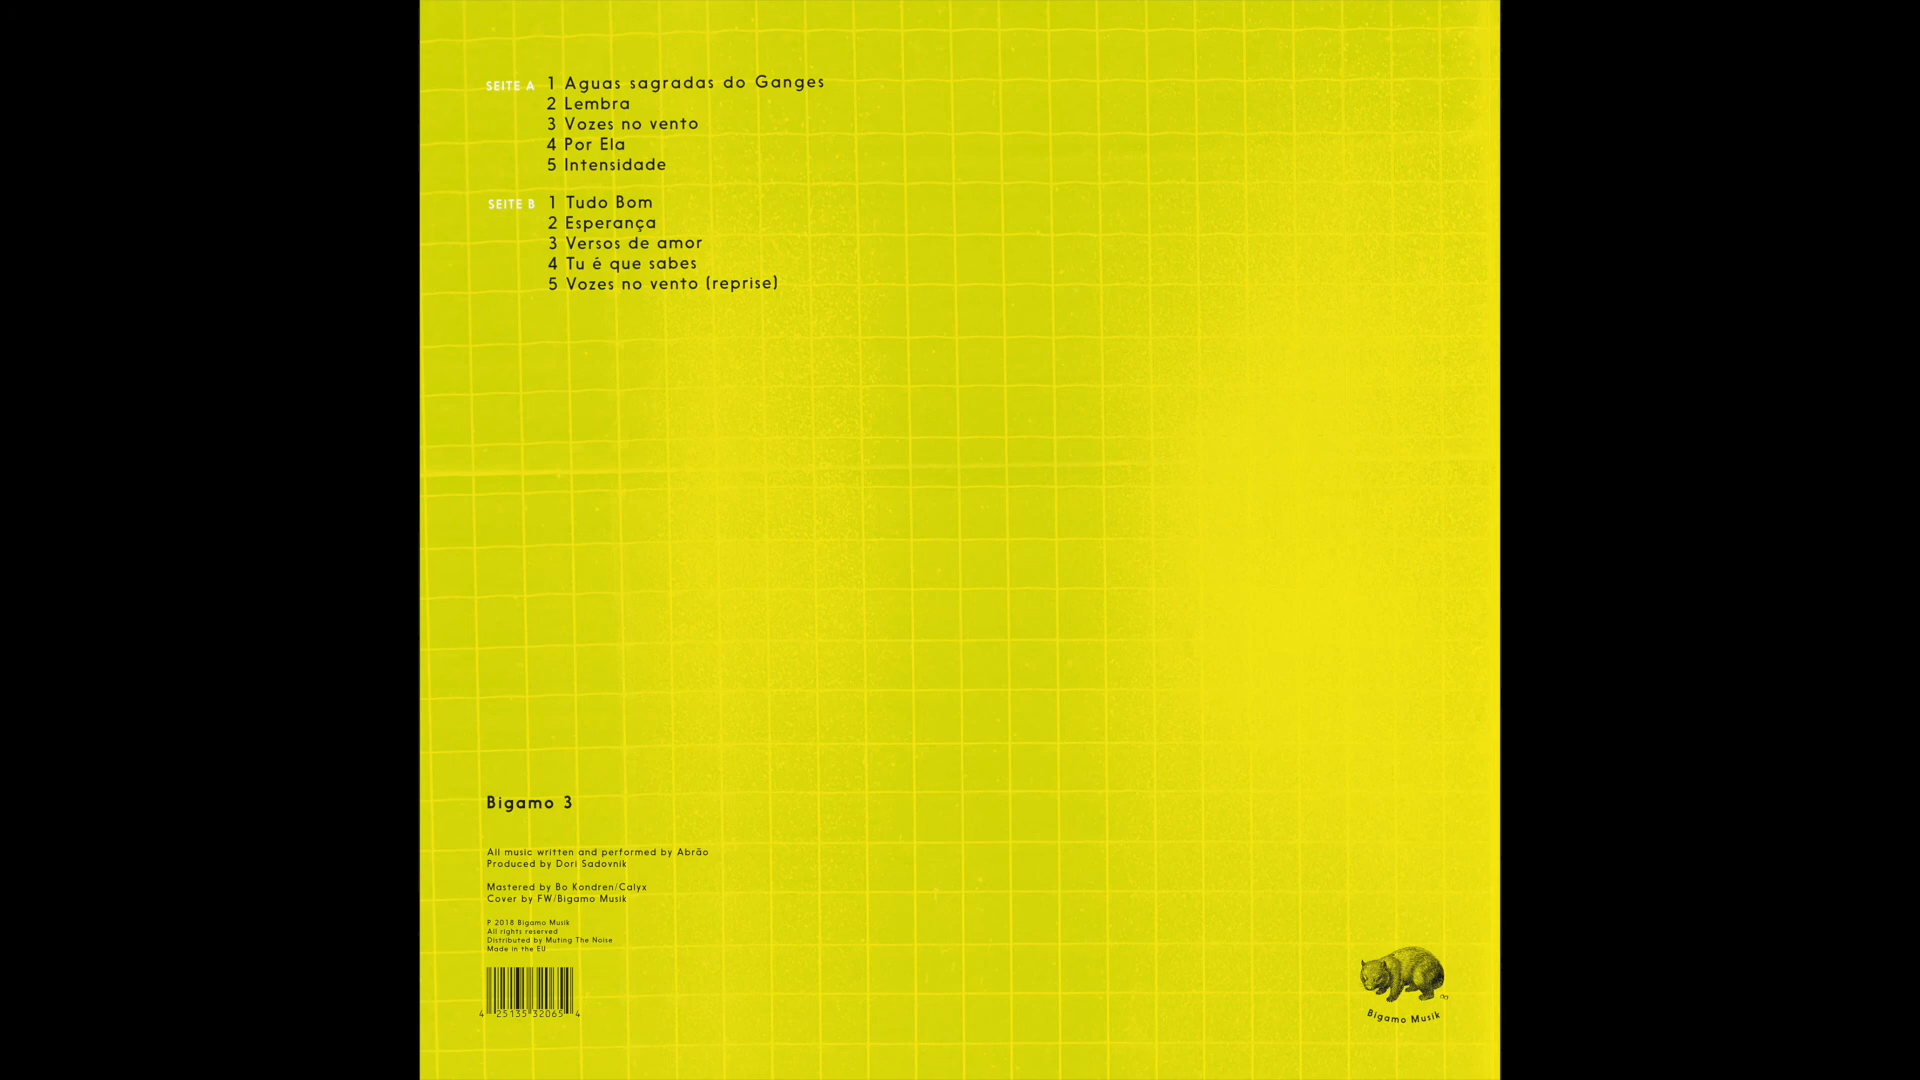 SEITE A 1 Aguas sagradas do Ganges
2 Lembra
3 Vozes no vento
4 Por Ela
5 Intensidade
SEITE B 1 Tudo Bom
2 Esperança
3 Versos de amor
4 Tu é que sabes
5 Vozes no vento (reprise)
Bigamo 3
All music written and performed by Abrão
Produced by Dori Sadovnik
Mastered by Bo Kondren/Calyx
Cover by FW/Bigamo Musik
P 2018 Bigamo Musik
All rights reserved
Distributed by Muting The Noise
Made in the EU
4 25135 32065 4
Bigamo Musik